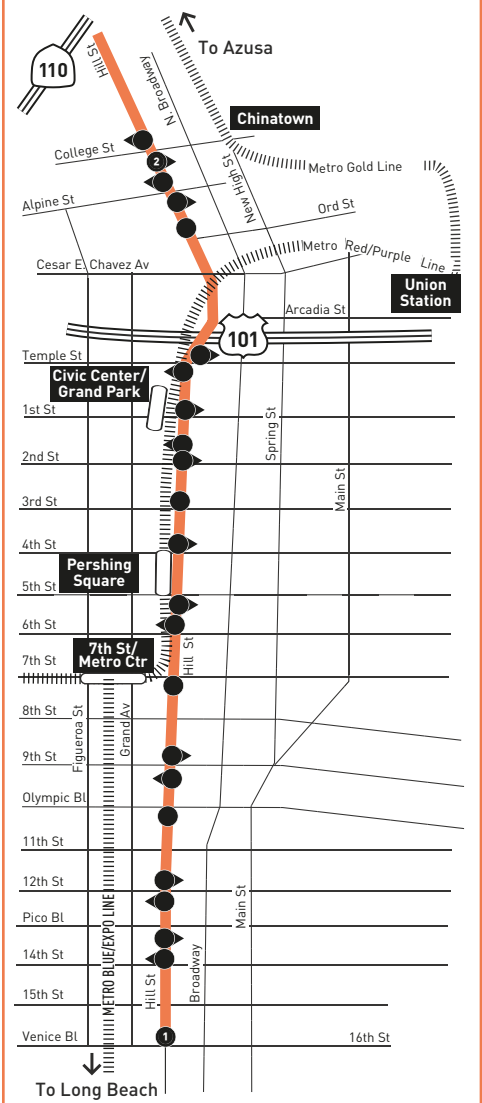 To Azusa
Hill St
110
N. Broadway
Chinatown
College St
2
Metro Gold Line
New High St
Alpine St
Ord St
Metro Red/Purple Line
Cesar E. Chavez Av
Union
Station
Arcadia St
101
Temple St
Civic Center/
Grand Park
1st St
Spring St
2nd St
Main St
3rd St
4th St
Pershing
Square
5th St
6th St
7th St/
Metro Ctr
Hill St
7th St
Figueroa St
Grand Av
8th St
9th St
Olympic Bl
11th St
12th St
Main St
Pico Bl
METRO BLUE/EXPO LINE
14th St
Broadway
Hill St
15th St
Venice Bl
1
16th St
To Long Beach